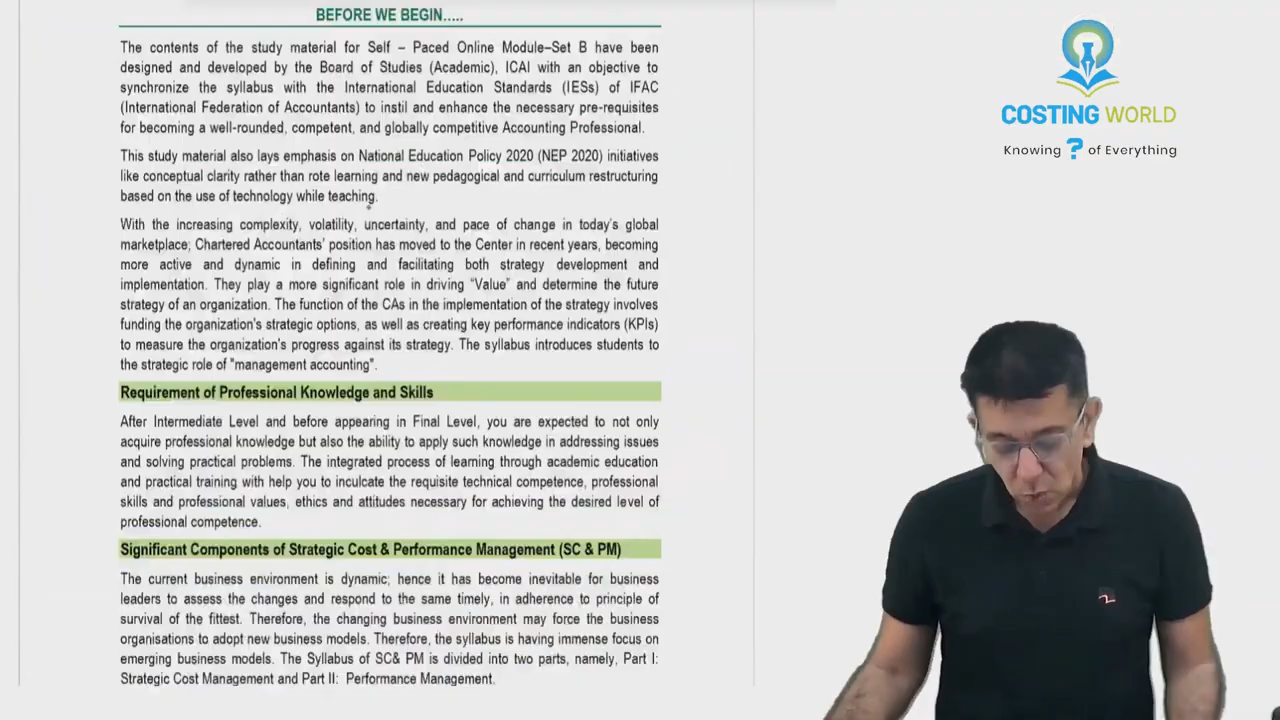 BEFORE WE BEGIN…..
The contents of the study material for Self – Paced Online Module–Set B have been
designed and developed by the Board of Studies (Academic), ICAI with an objective to
synchronize the syllabus with the International Education Standards (IESs) of IFAC
(International Federation of Accountants) to instil and enhance the necessary pre-requisites
for becoming a well-rounded, competent, and globally competitive Accounting Professional.
This study material also lays emphasis on National Education Policy 2020 (NEP 2020) initiatives
like conceptual clarity rather than rote learning and new pedagogical and curriculum restructuring
based on the use of technology while teaching.
With the increasing complexity, volatility, uncertainty, and pace of change in today's global
marketplace; Chartered Accountants' position has moved to the Center in recent years, becoming
more active and dynamic in defining and facilitating both strategy development and
implementation. They play a more significant role in driving “Value” and determine the future
strategy of an organization. The function of the CAs in the implementation of the strategy involves
funding the organization's strategic options, as well as creating key performance indicators (KPIs)
to measure the organization's progress against its strategy. The syllabus introduces students to
the strategic role of "management accounting".
Requirement of Professional Knowledge and Skills
After Intermediate Level and before appearing in Final Level, you are expected to not only
acquire professional knowledge but also the ability to apply such knowledge in addressing issues
and solving practical problems. The integrated process of learning through academic education
and practical training with help you to inculcate the requisite technical competence, professional
skills and professional values, ethics and attitudes necessary for achieving the desired level of
professional competence.
Significant Components of Strategic Cost & Performance Management (SC & PM)
The current business environment is dynamic; hence it has become inevitable for business
leaders to assess the changes and respond to the same timely, in adherence to principle of
survival of the fittest. Therefore, the changing business environment may force the business
organisations to adopt new business models. Therefore, the syllabus is having immense focus on
emerging business models. The Syllabus of SC& PM is divided into two parts, namely, Part I:
Strategic Cost Management and Part II: Performance Management.
COSTING WORLD
Knowing ? of Everything